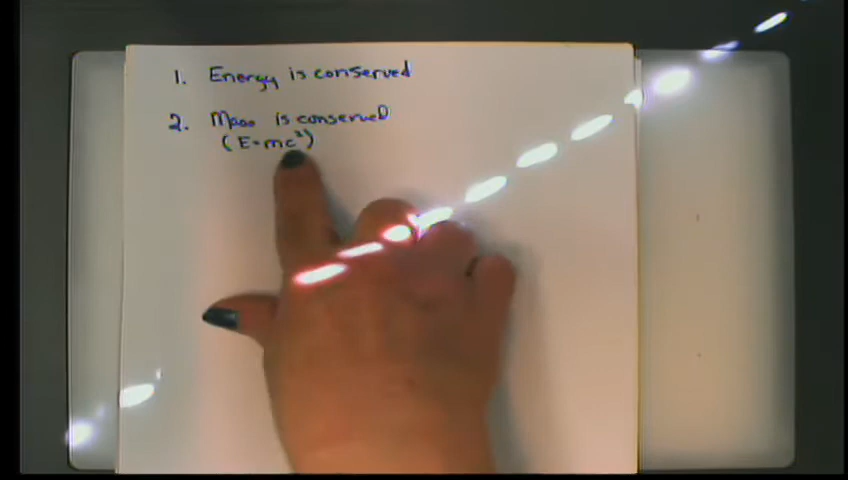 1. Energy is conserved
2. Mass is conserved
(E=mc²)